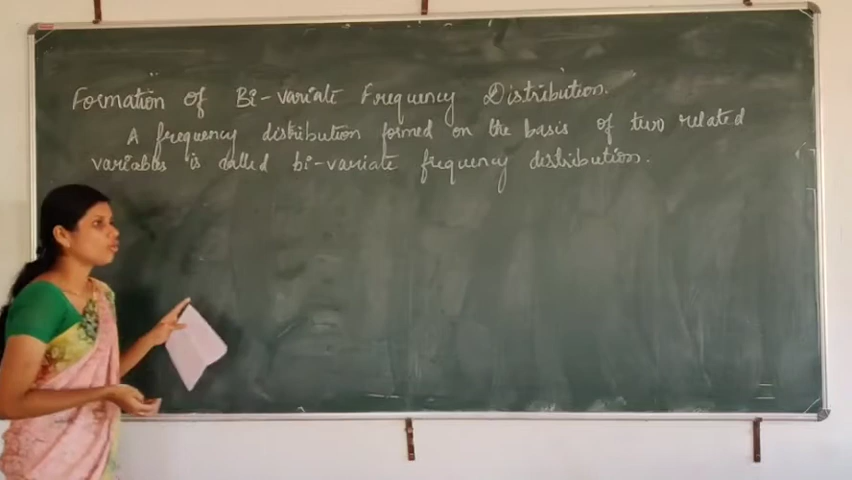 Formation of Bi-variate Frequency Distribution.
A frequency distribution formed on the basis of two related
variables is called bi-variate frequency distribution.